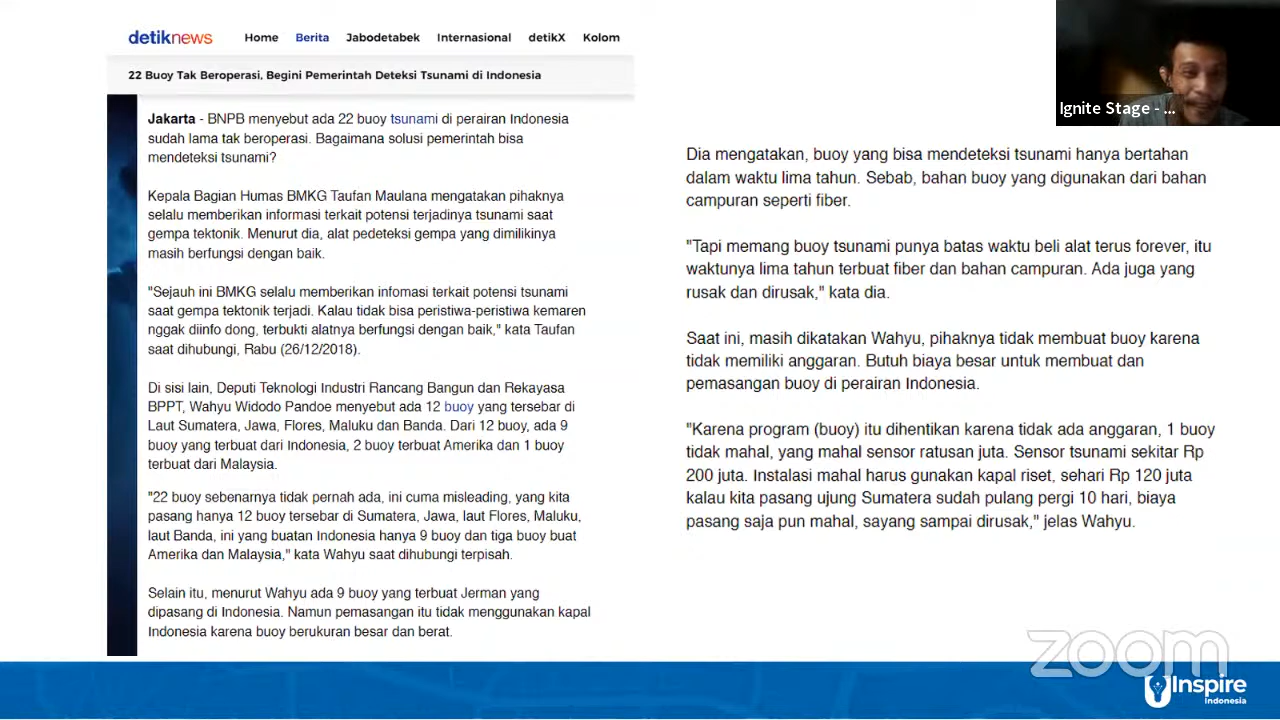 detiknews Home Berita Jabodetabek Internasional detikX Kolom
22 Buoy Tak Beroperasi, Begini Pemerintah Deteksi Tsunami di Indonesia
Jakarta - BNPB menyebut ada 22 buoy tsunami di perairan Indonesia
sudah lama tak beroperasi. Bagaimana solusi pemerintah bisa
mendeteksi tsunami?
Kepala Bagian Humas BMKG Taufan Maulana mengatakan pihaknya
selalu memberikan informasi terkait potensi terjadinya tsunami saat
gempa tektonik. Menurut dia, alat pedeteksi gempa yang dimilikinya
masih berfungsi dengan baik.
"Sejauh ini BMKG selalu memberikan infomasi terkait potensi tsunami
saat gempa tektonik terjadi. Kalau tidak bisa peristiwa-peristiwa kemaren
nggak diinfo dong, terbukti alatnya berfungsi dengan baik," kata Taufan
saat dihubungi, Rabu (26/12/2018).
Di sisi lain, Deputi Teknologi Industri Rancang Bangun dan Rekayasa
BPPT, Wahyu Widodo Pandoe menyebut ada 12 buoy yang tersebar di
Laut Sumatera, Jawa, Flores, Maluku dan Banda. Dari 12 buoy, ada 9
buoy yang terbuat dari Indonesia, 2 buoy terbuat Amerika dan 1 buoy
terbuat dari Malaysia.
"22 buoy sebenarnya tidak pernah ada, ini cuma misleading, yang kita
pasang hanya 12 buoy tersebar di Sumatera, Jawa, laut Flores, Maluku,
laut Banda, ini yang buatan Indonesia hanya 9 buoy dan tiga buoy buat
Amerika dan Malaysia," kata Wahyu saat dihubungi terpisah.
Selain itu, menurut Wahyu ada 9 buoy yang terbuat Jerman yang
dipasang di Indonesia. Namun pemasangan itu tidak menggunakan kapal
Indonesia karena buoy berukuran besar dan berat.
Ignite Stage - ...
Dia mengatakan, buoy yang bisa mendeteksi tsunami hanya bertahan
dalam waktu lima tahun. Sebab, bahan buoy yang digunakan dari bahan
campuran seperti fiber.
"Tapi memang buoy tsunami punya batas waktu beli alat terus forever, itu
waktunya lima tahun terbuat fiber dan bahan campuran. Ada juga yang
rusak dan dirusak," kata dia.
Saat ini, masih dikatakan Wahyu, pihaknya tidak membuat buoy karena
tidak memiliki anggaran. Butuh biaya besar untuk membuat dan
pemasangan buoy di perairan Indonesia.
"Karena program (buoy) itu dihentikan karena tidak ada anggaran, 1 buoy
tidak mahal, yang mahal sensor ratusan juta. Sensor tsunami sekitar Rp
200 juta. Instalasi mahal harus gunakan kapal riset, sehari Rp 120 juta
kalau kita pasang ujung Sumatera sudah pulang pergi 10 hari, biaya
pasang saja pun mahal, sayang sampai dirusak," jelas Wahyu.
zoom
Inspire
Indonesia